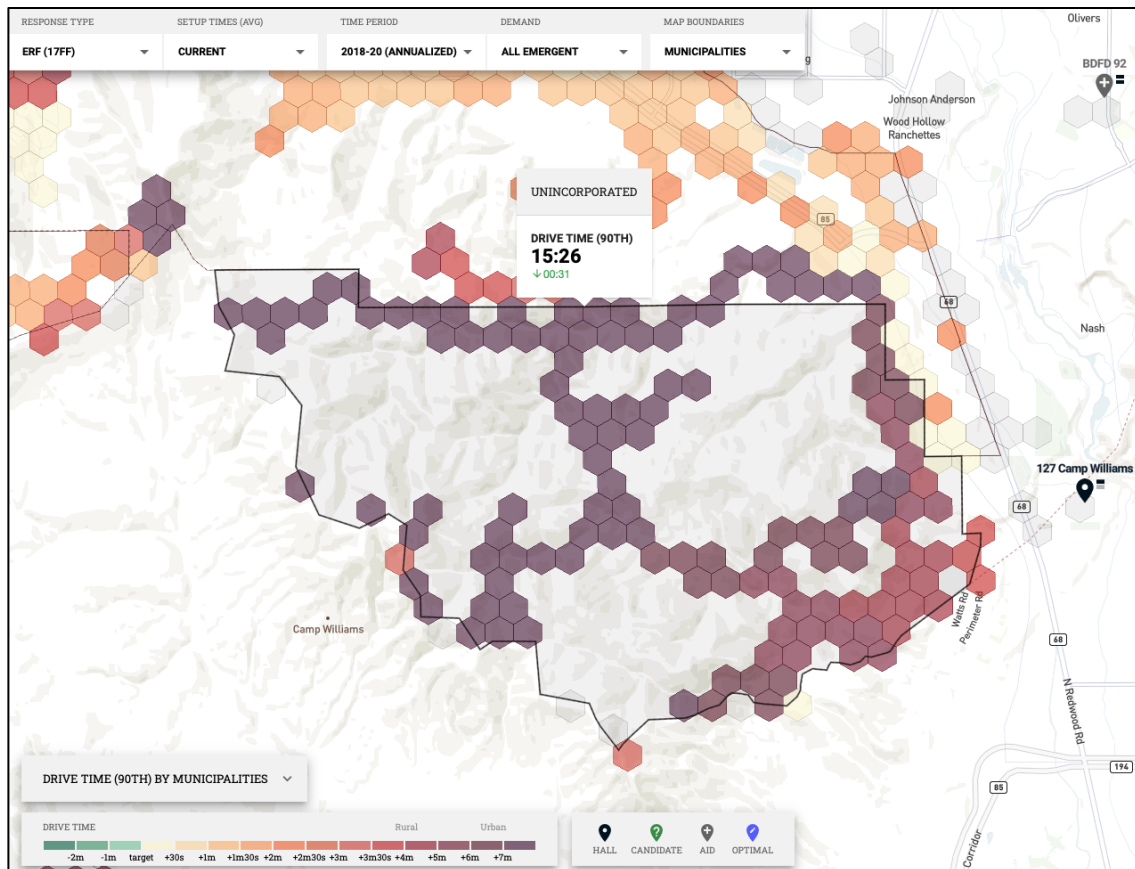 RESPONSE TYPE
SETUP TIMES (AVG)
TIME PERIOD
DEMAND
MAP BOUNDARIES
ERF (17FF)
CURRENT
2018-20 (ANNUALIZED)
ALL EMERGENT
MUNICIPALITIES
Olivers
BDFD 92
Johnson Anderson
Wood Hollow
Ranchettes
UNINCORPORATED
DRIVE TIME (90TH)
15:26
↓00:31
85
68
Nash
127 Camp Williams
68
Watts Rd
Perimeter Rd
Camp Williams
68
N Redwood Rd
194
85
Corridor
DRIVE TIME (90TH) BY MUNICIPALITIES
DRIVE TIME
Rural
Urban
-2m
-1m
target
+30s
+1m
+1m30s
+2m
+2m30s
+3m
+3m30s
+4m
+5m
+6m
+7m
HALL
CANDIDATE
AID
OPTIMAL